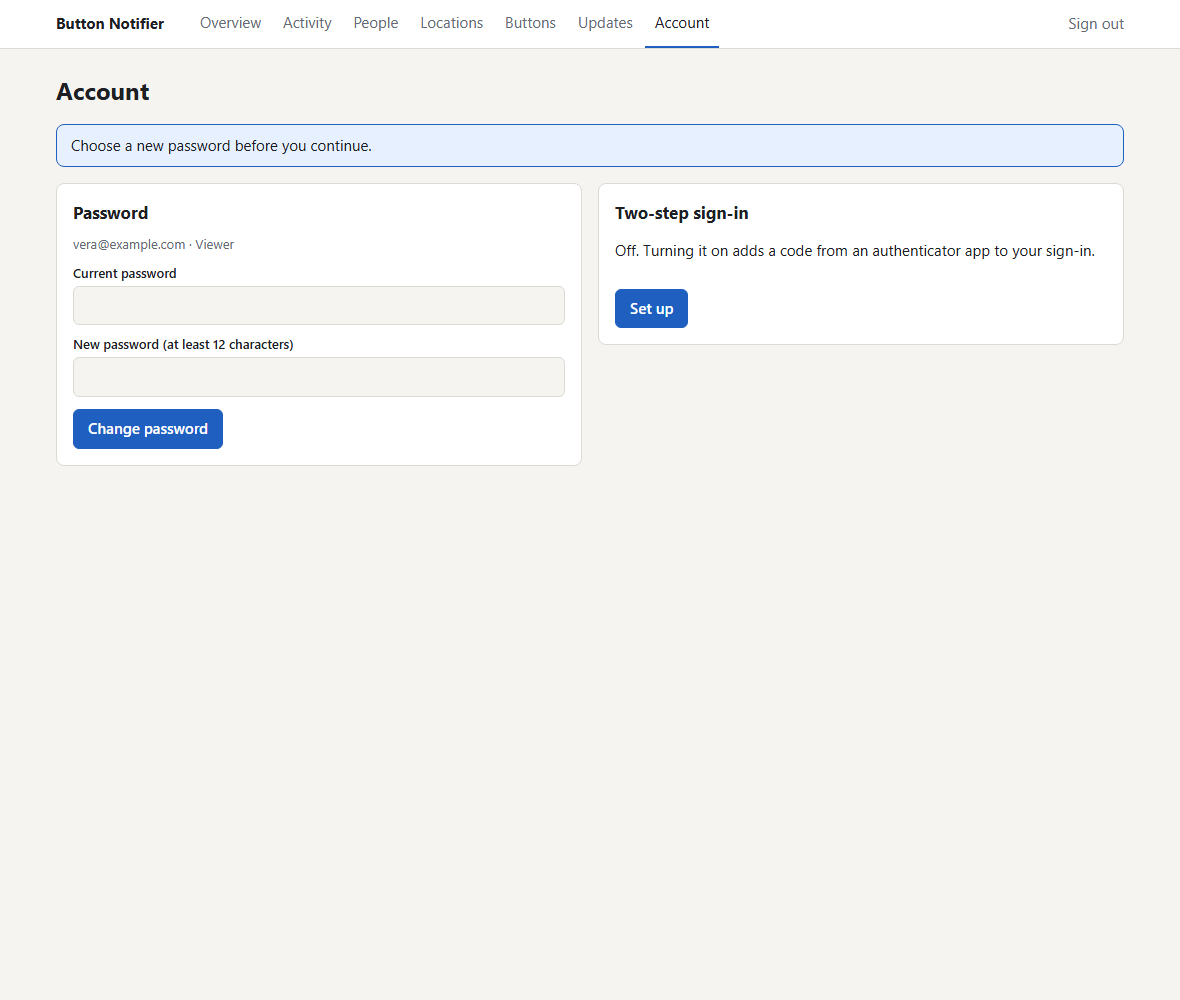 Button Notifier Overview Activity People Locations Buttons Updates Account Sign out
Account
Choose a new password before you continue.
Password
vera@example.com · Viewer
Current password
New password (at least 12 characters)
Change password
Two-step sign-in
Off. Turning it on adds a code from an authenticator app to your sign-in.
Set up